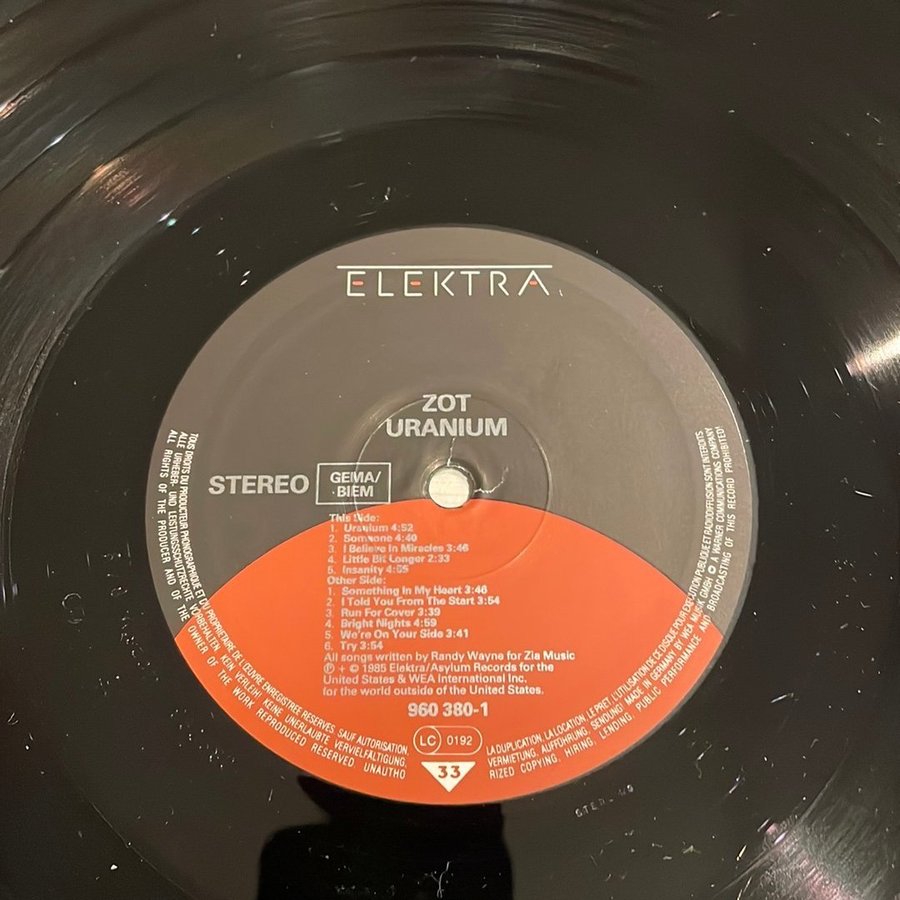 ELEKTRA
ZOT
URANIUM
STEREO
GEMA/
BIEM
This Side:
1. Uranium 4:52
2. Someone 4:40
3. I Believe In Miracles 3:46
4. Little Bit Longer 2:33
5. Insanity 4:05
Other Side:
1. Something In My Heart 3:46
2. I Told You From The Start 3:54
3. Run For Cover 3:39
4. Bright Nights 4:59
5. We're On Your Side 3:41
6. Try 3:54
All songs written by Randy Wayne for Zia Music
℗ + © 1985 Elektra/Asylum Records for the
United States & WEA International Inc.
for the world outside of the United States.
960 380-1
LC 0192
33
TOUS DROITS DU PRODUCTEUR PHONOGRAPHIQUE ET DU PROPRIETAIRE DE L'ŒUVRE ENREGISTREE RESERVES SAUF AUTORISATION, LA DUPLICATION, LA LOCATION, LE PRET, L'UTILISATION DE CE DISQUE POUR EXECUTION PUBLIQUE ET RADIODIFFUSION SONT INTERDITS
ALLE URHEBER- UND LEISTUNGSSCHUTZRECHTE VORBEHALTEN KEIN VERLEIH! KEINE UNERLAUBTE VERVIELFÄLTIGUNG, VERMIETUNG, AUFFÜHRUNG, SENDUNG! MADE IN GERMANY BY WEA MUSIK GMBH A WARNER COMMUNICATIONS COMPANY
ALL RIGHTS OF THE PRODUCER AND OF THE OWNER OF THE WORK REPRODUCED RESERVED UNAUTHORIZED COPYING, HIRING, LENDING, PUBLIC PERFORMANCE AND BROADCASTING OF THIS RECORD PROHIBITED!